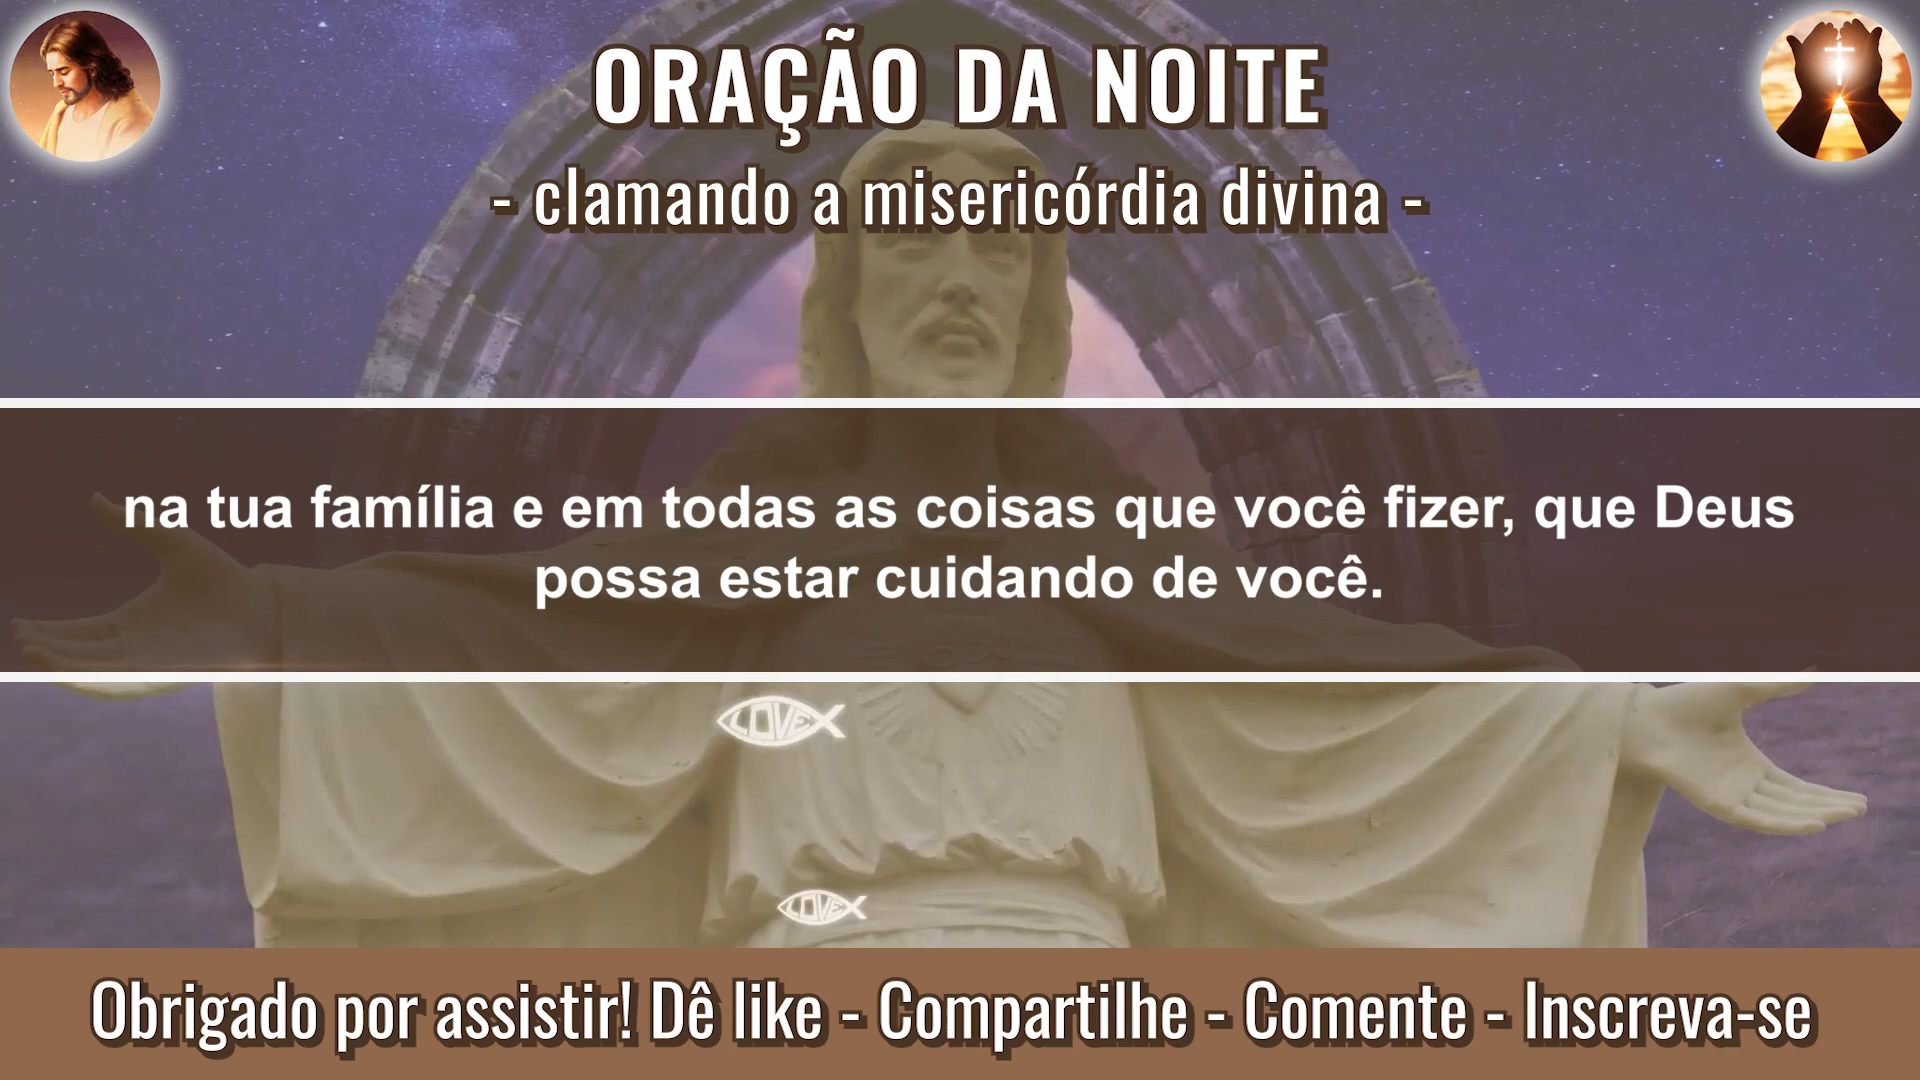 ORAÇÃO DA NOITE
- clamando a misericórdia divina -
na tua família e em todas as coisas que você fizer, que Deus
possa estar cuidando de você.
LOVE
LOVE
Obrigado por assistir! Dê like - Compartilhe - Comente - Inscreva-se